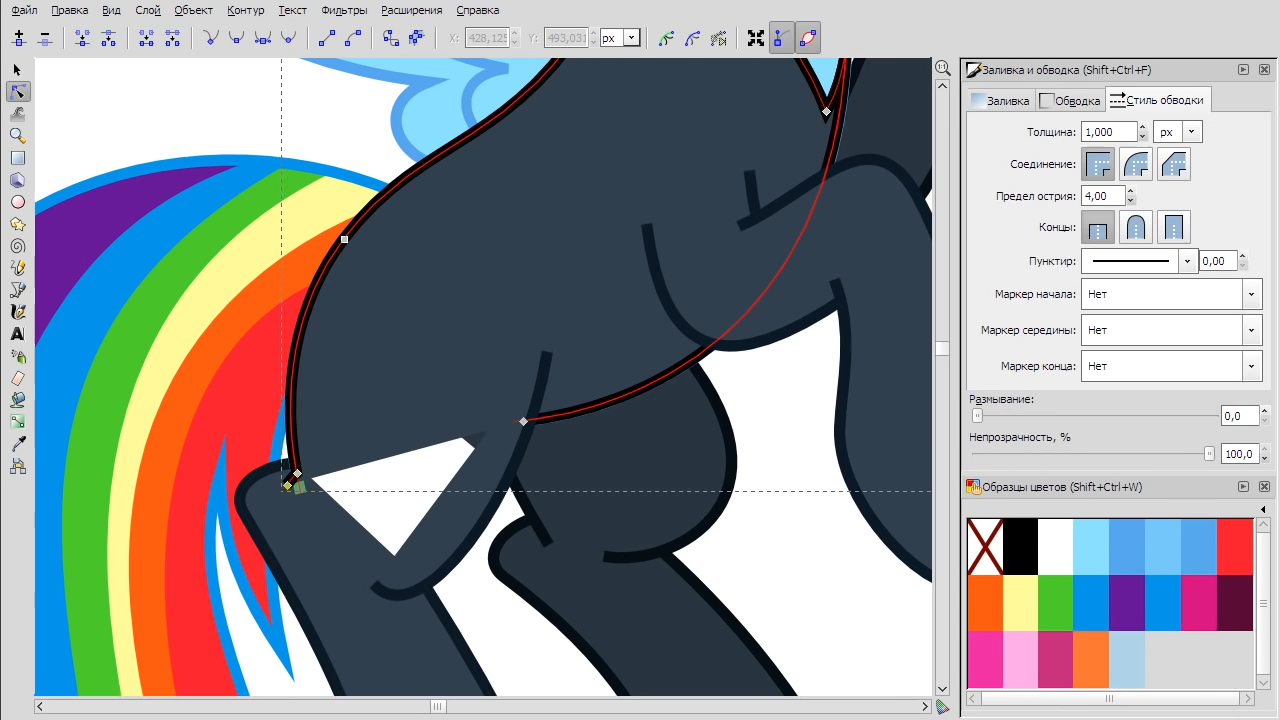 Файл Правка Вид Слой Объект Контур Текст Фильтры Расширения Справка
X: 428,125 Y: 493,031 px
Заливка и обводка (Shift+Ctrl+F)
Заливка Обводка Стиль обводки
Толщина: 1,000 px
Соединение:
Предел острия: 4,00
Концы:
Пунктир: 0,00
Маркер начала: Нет
Маркер середины: Нет
Маркер конца: Нет
Размывание:
0,0
Непрозрачность, %
100,0
Образцы цветов (Shift+Ctrl+W)